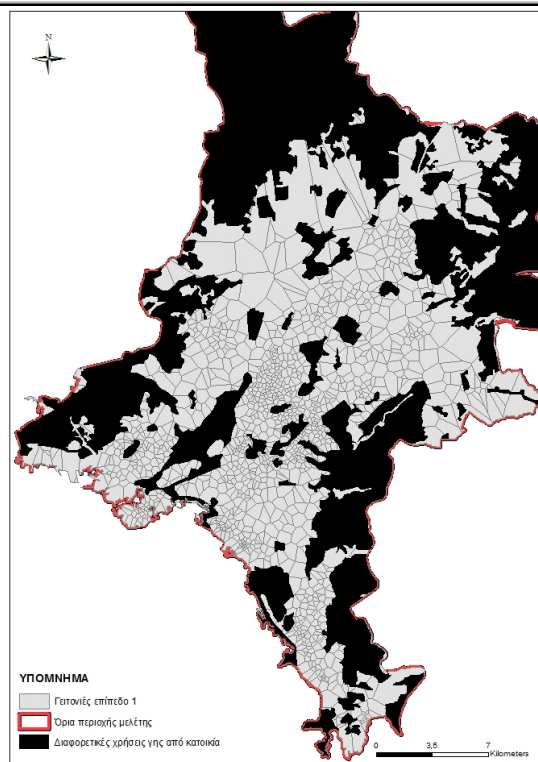 N
ΥΠΟΜΝΗΜΑ
Γειτονιές επίπεδο 1
Όρια περιοχής μελέτης
Διαφορετικές χρήσεις γης από κατοικία
0 3,5 7
Kilometers